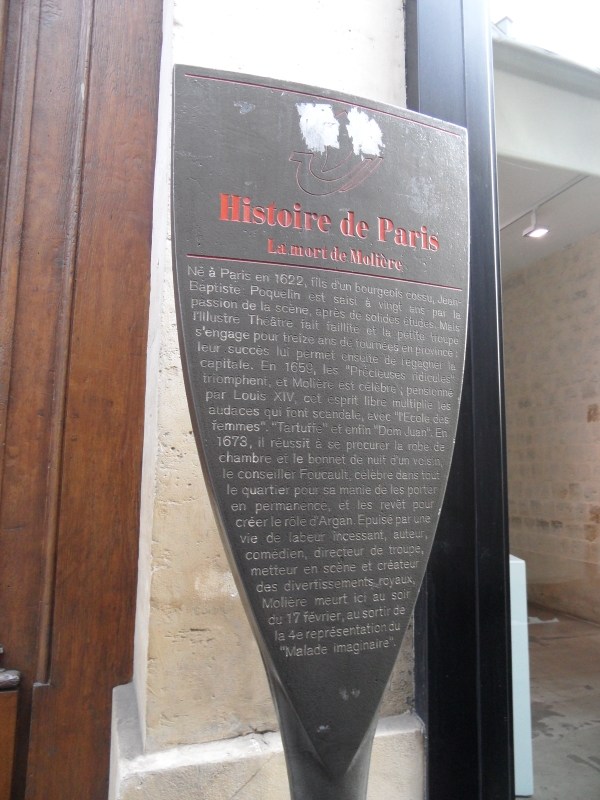 Histoire de Paris
La mort de Molière
Né à Paris en 1622, fils d'un bourgeois cossu, Jean-
Baptiste Poquelin est saisi à vingt ans par la
passion de la scène, après de solides études. Mais
l'Illustre Théâtre fait faillite et la petite troupe
s'engage pour treize ans de tournées en province ;
leur succès lui permet ensuite de regagner la
capitale. En 1659, les "Précieuses ridicules"
triomphent, et Molière est célèbre ; pensionné
par Louis XIV, cet esprit libre multiplie les
audaces qui font scandale, avec "l'Ecole des
femmes", "Tartuffe" et enfin "Dom Juan". En
1673, il réussit à se procurer la robe de
chambre et le bonnet de nuit d'un voisin,
le conseiller Foucault, célèbre dans tout
le quartier pour sa manie de les porter
en permanence, et les revêt pour
créer le rôle d'Argan. Epuisé par une
vie de labeur incessant, auteur,
comédien, directeur de troupe,
metteur en scène et créateur
des divertissements royaux,
Molière meurt ici au soir
du 17 février, au sortir de
la 4e représentation du
"Malade imaginaire".